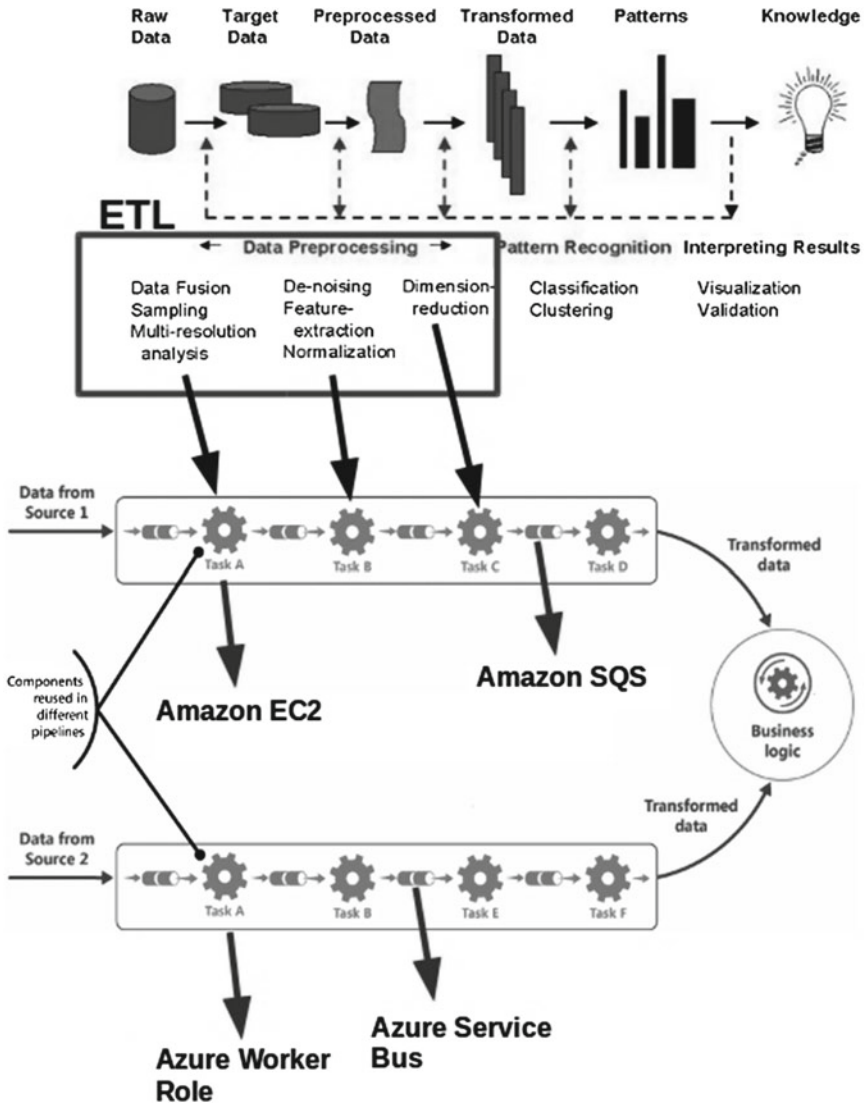 Raw Data
Target Data
Preprocessed Data
Transformed Data
Patterns
Knowledge
ETL
Data Preprocessing
Pattern Recognition
Interpreting Results
Data Fusion
Sampling
Multi-resolution
analysis
De-noising
Feature-
extraction
Normalization
Dimension-
reduction
Classification
Clustering
Visualization
Validation
Data from
Source 1
Task A
Task B
Task C
Task D
Transformed
data
Amazon EC2
Amazon SQS
Components
reused in
different
pipelines
Business
logic
Transformed
data
Data from
Source 2
Task A
Task B
Task E
Task F
Azure Worker
Role
Azure Service
Bus